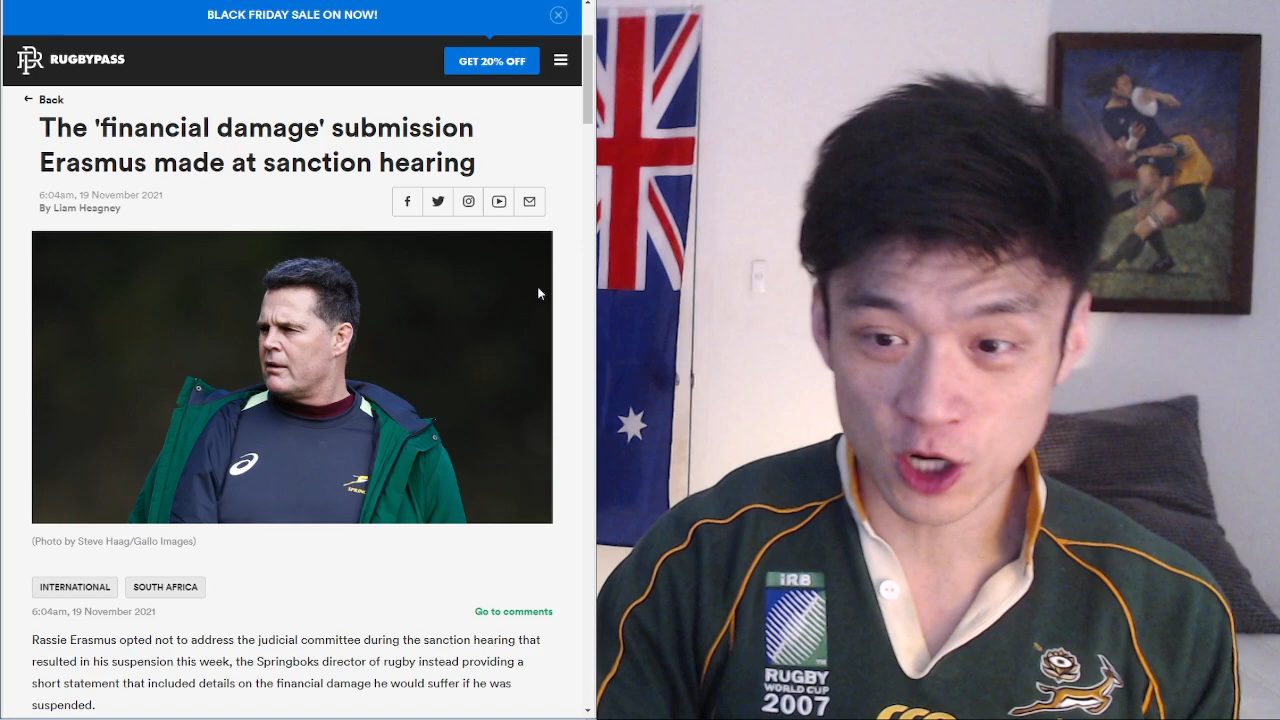 BLACK FRIDAY SALE ON NOW!
RUGBYPASS
GET 20% OFF
Back
The 'financial damage' submission
Erasmus made at sanction hearing
6:04am, 19 November 2021
By Liam Heagney
(Photo by Steve Haag/Gallo Images)
INTERNATIONAL
SOUTH AFRICA
6:04am, 19 November 2021
Go to comments
Rassie Erasmus opted not to address the judicial committee during the sanction hearing that
resulted in his suspension this week, the Springboks director of rugby instead providing a
short statement that included details on the financial damage he would suffer if he was
suspended.
iRB
RUGBY
WORLD CUP
2007